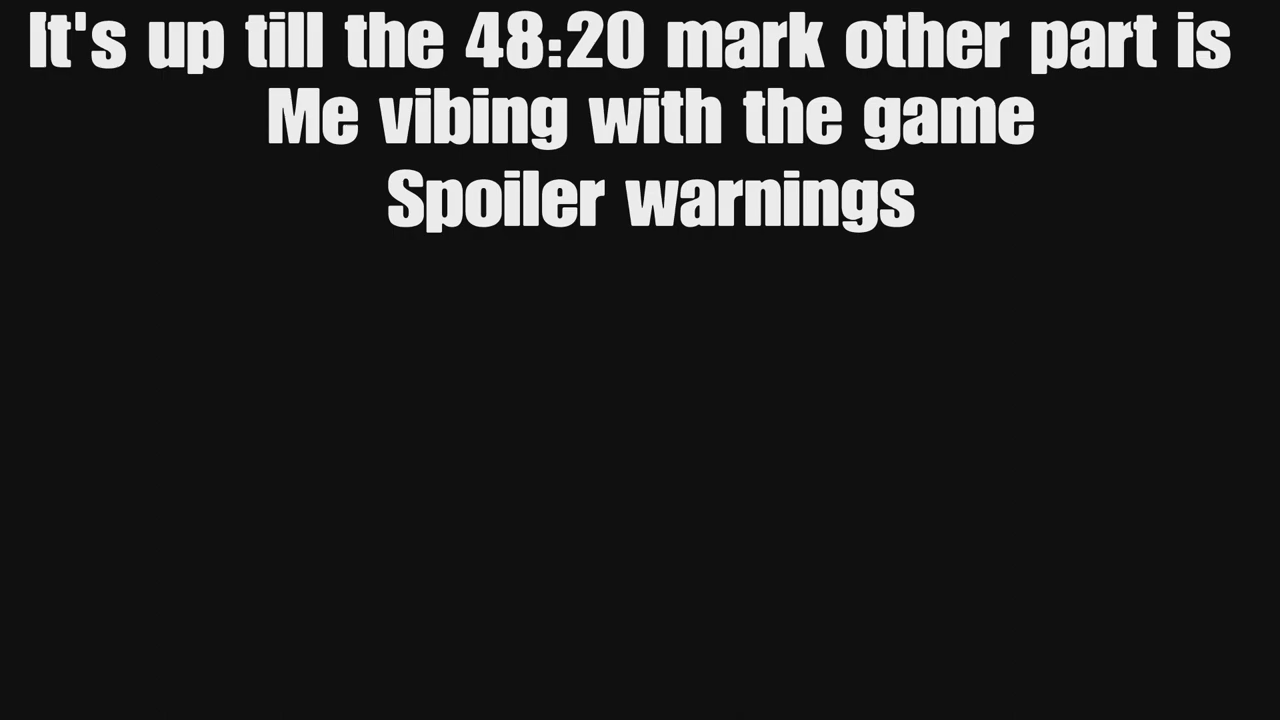 It's up till the 48:20 mark other part is
Me vibing with the game
Spoiler warnings